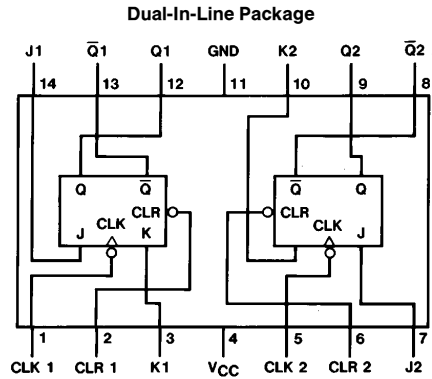 Dual-In-Line Package
J1 Q̅1 Q1 GND K2 Q2 Q̅2
14 13 12 11 10 9 8
Q Q̅ Q̅ Q
CLR CLR
CLK CLK
J K J
1 2 3 4 5 6 7
CLK 1 CLR 1 K1 VCC CLK 2 CLR 2 J2